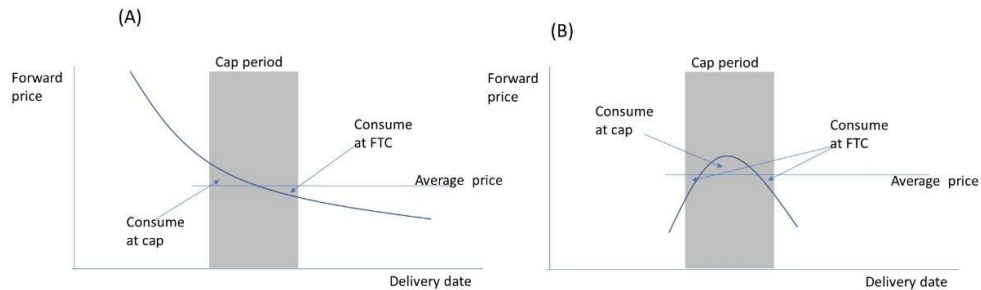 (A)
Cap period
Forward
price
Consume
at FTC
Average price
Consume
at cap
Delivery date
(B)
Cap period
Forward
price
Consume
at cap
Consume
at FTC
Average price
Delivery date